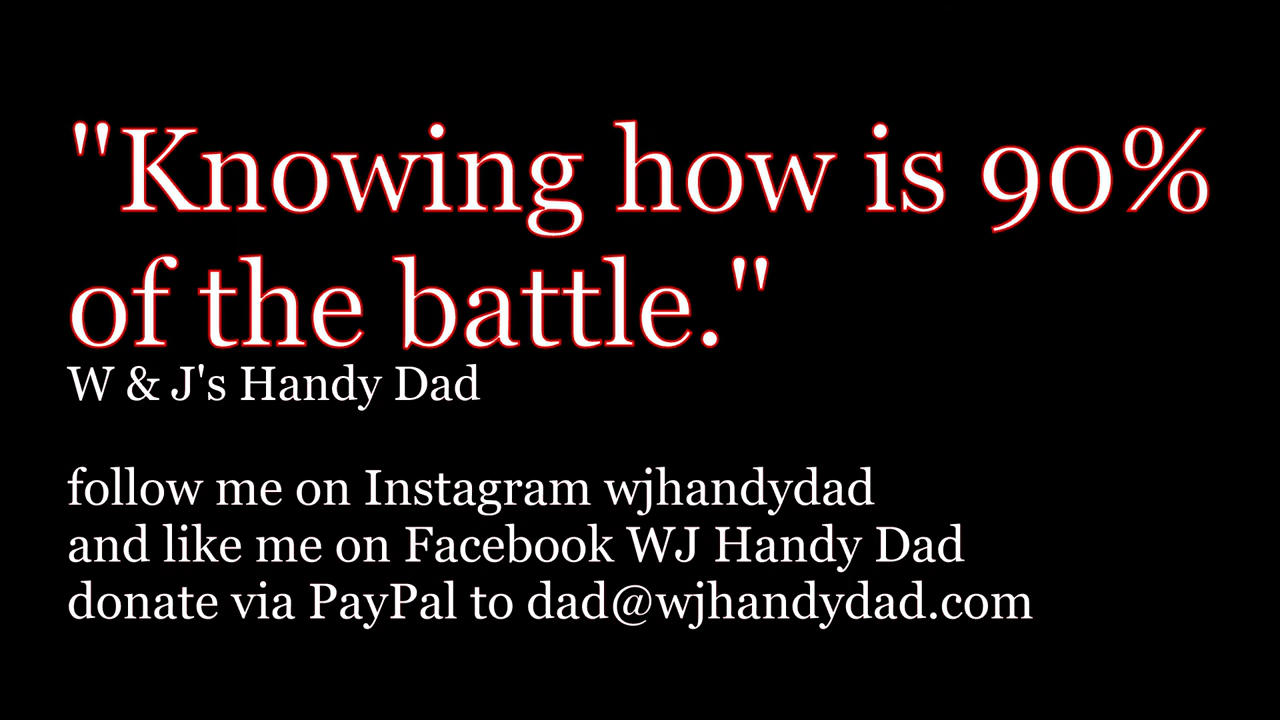 "Knowing how is 90%
of the battle."
W & J's Handy Dad
follow me on Instagram wjhandydad
and like me on Facebook WJ Handy Dad
donate via PayPal to dad@wjhandydad.com